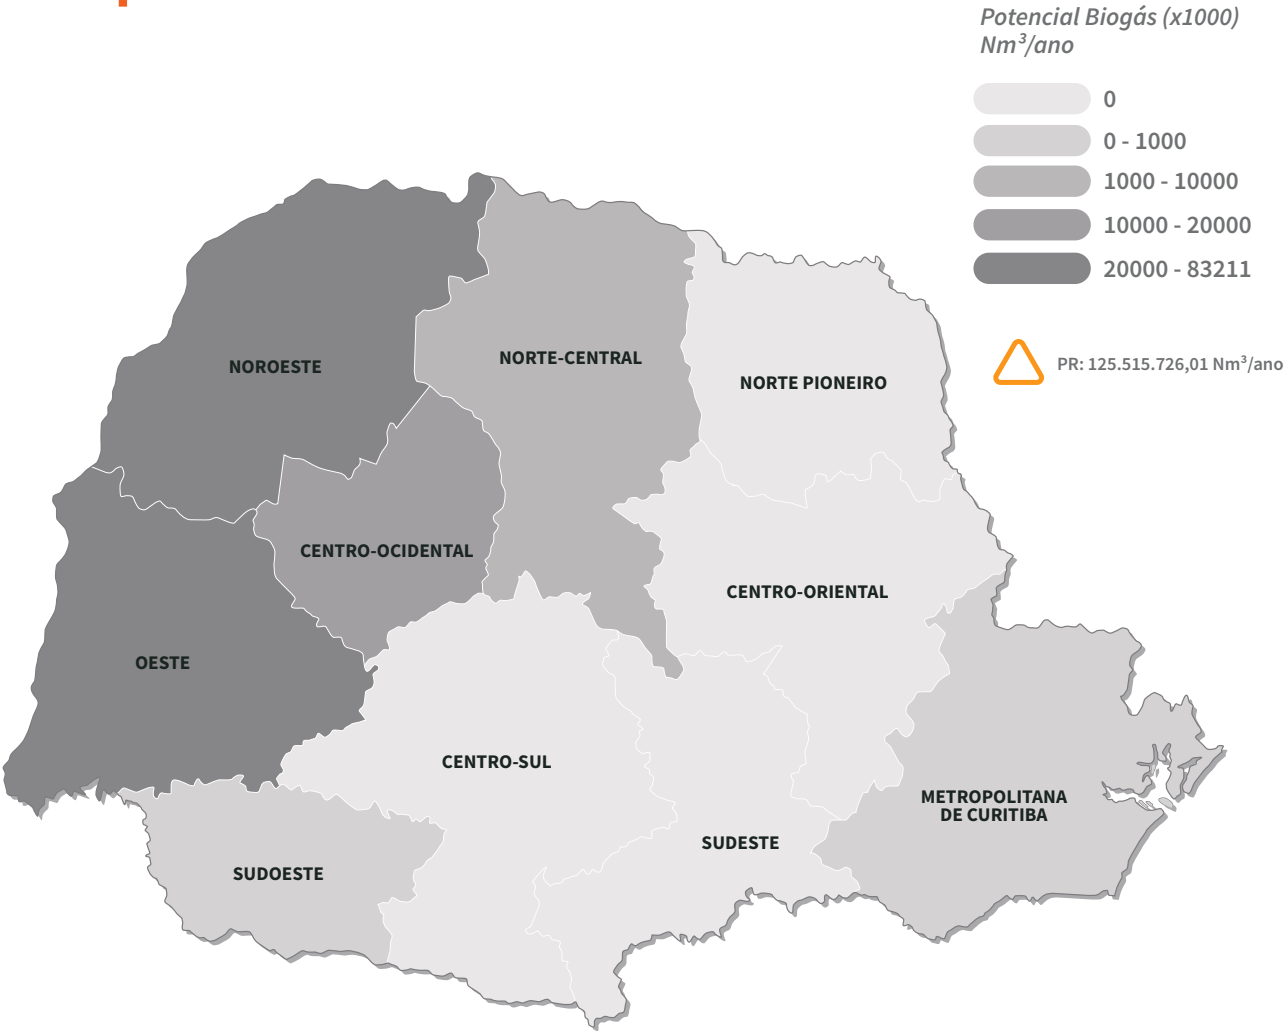 Potencial Biogás (x1000)
Nm³/ano
0
0 - 1000
1000 - 10000
10000 - 20000
20000 - 83211
PR: 125.515.726,01 Nm³/ano
NOROESTE
NORTE-CENTRAL
NORTE PIONEIRO
CENTRO-OCIDENTAL
CENTRO-ORIENTAL
OESTE
CENTRO-SUL
METROPOLITANA
DE CURITIBA
SUDESTE
SUDOESTE